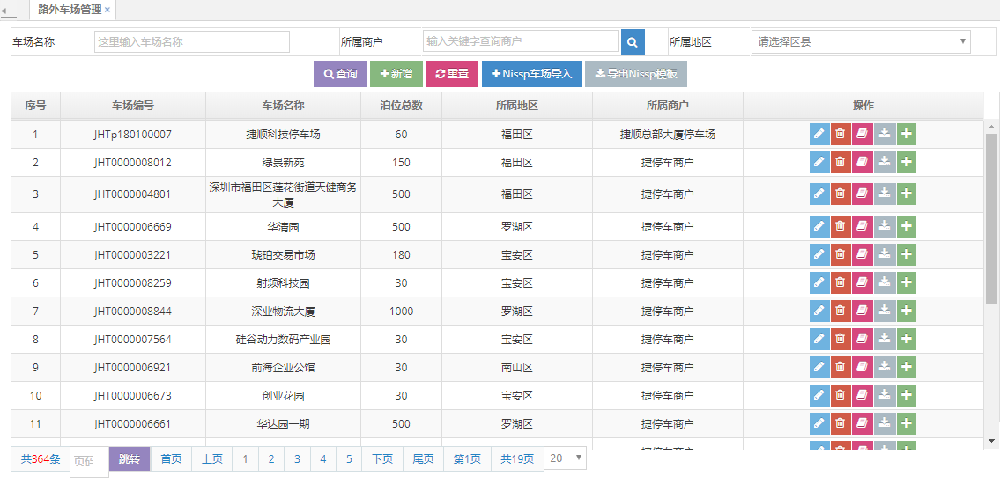 路外车场管理 ×
车场名称 这里输入车场名称 所属商户 输入关键字查询商户 所属地区 请选择区县
查询 新增 重置 Nissp车场导入 导出Nissp模板
序号 车场编号 车场名称 泊位总数 所属地区 所属商户 操作
1 JHTp180100007 捷顺科技停车场 60 福田区 捷顺总部大厦停车场
2 JHT0000008012 绿景新苑 150 福田区 捷停车商户
3 JHT0000004801 深圳市福田区莲花街道天健商务 500 福田区 捷停车商户
大厦
4 JHT0000006669 华清园 500 罗湖区 捷停车商户
5 JHT0000003221 琥珀交易市场 180 宝安区 捷停车商户
6 JHT0000008259 射频科技园 30 宝安区 捷停车商户
7 JHT0000008844 深业物流大厦 1000 罗湖区 捷停车商户
8 JHT0000007564 硅谷动力数码产业园 30 宝安区 捷停车商户
9 JHT0000006921 前海企业公馆 30 南山区 捷停车商户
10 JHT0000006673 创业花园 30 宝安区 捷停车商户
11 JHT0000006661 华达园一期 500 罗湖区 捷停车商户
共364条 页码 跳转 首页 上页 1 2 3 4 5 下页 尾页 第1页 共19页 20